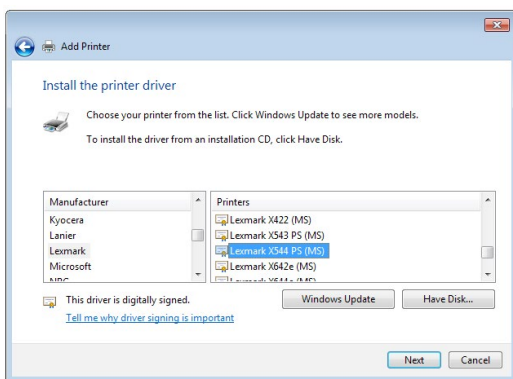 Add Printer
Install the printer driver
Choose your printer from the list. Click Windows Update to see more models.
To install the driver from an installation CD, click Have Disk.
Manufacturer
Kyocera
Lanier
Lexmark
Microsoft
NRG
Printers
Lexmark X422 (MS)
Lexmark X543 PS (MS)
Lexmark X544 PS (MS)
Lexmark X642e (MS)
This driver is digitally signed.
Tell me why driver signing is important
Windows Update
Have Disk...
Next
Cancel